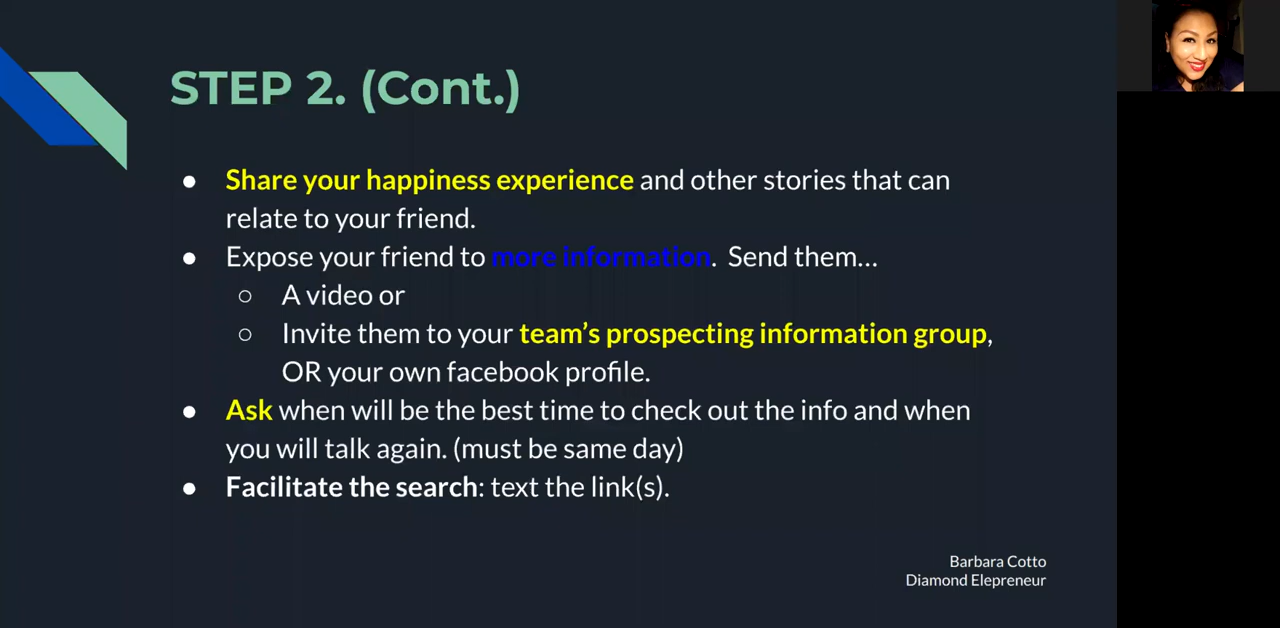 STEP 2. (Cont.)
● Share your happiness experience and other stories that can
relate to your friend.
● Expose your friend to more information. Send them...
○ A video or
○ Invite them to your team's prospecting information group,
OR your own facebook profile.
● Ask when will be the best time to check out the info and when
you will talk again. (must be same day)
● Facilitate the search: text the link(s).
Barbara Cotto
Diamond Elepreneur